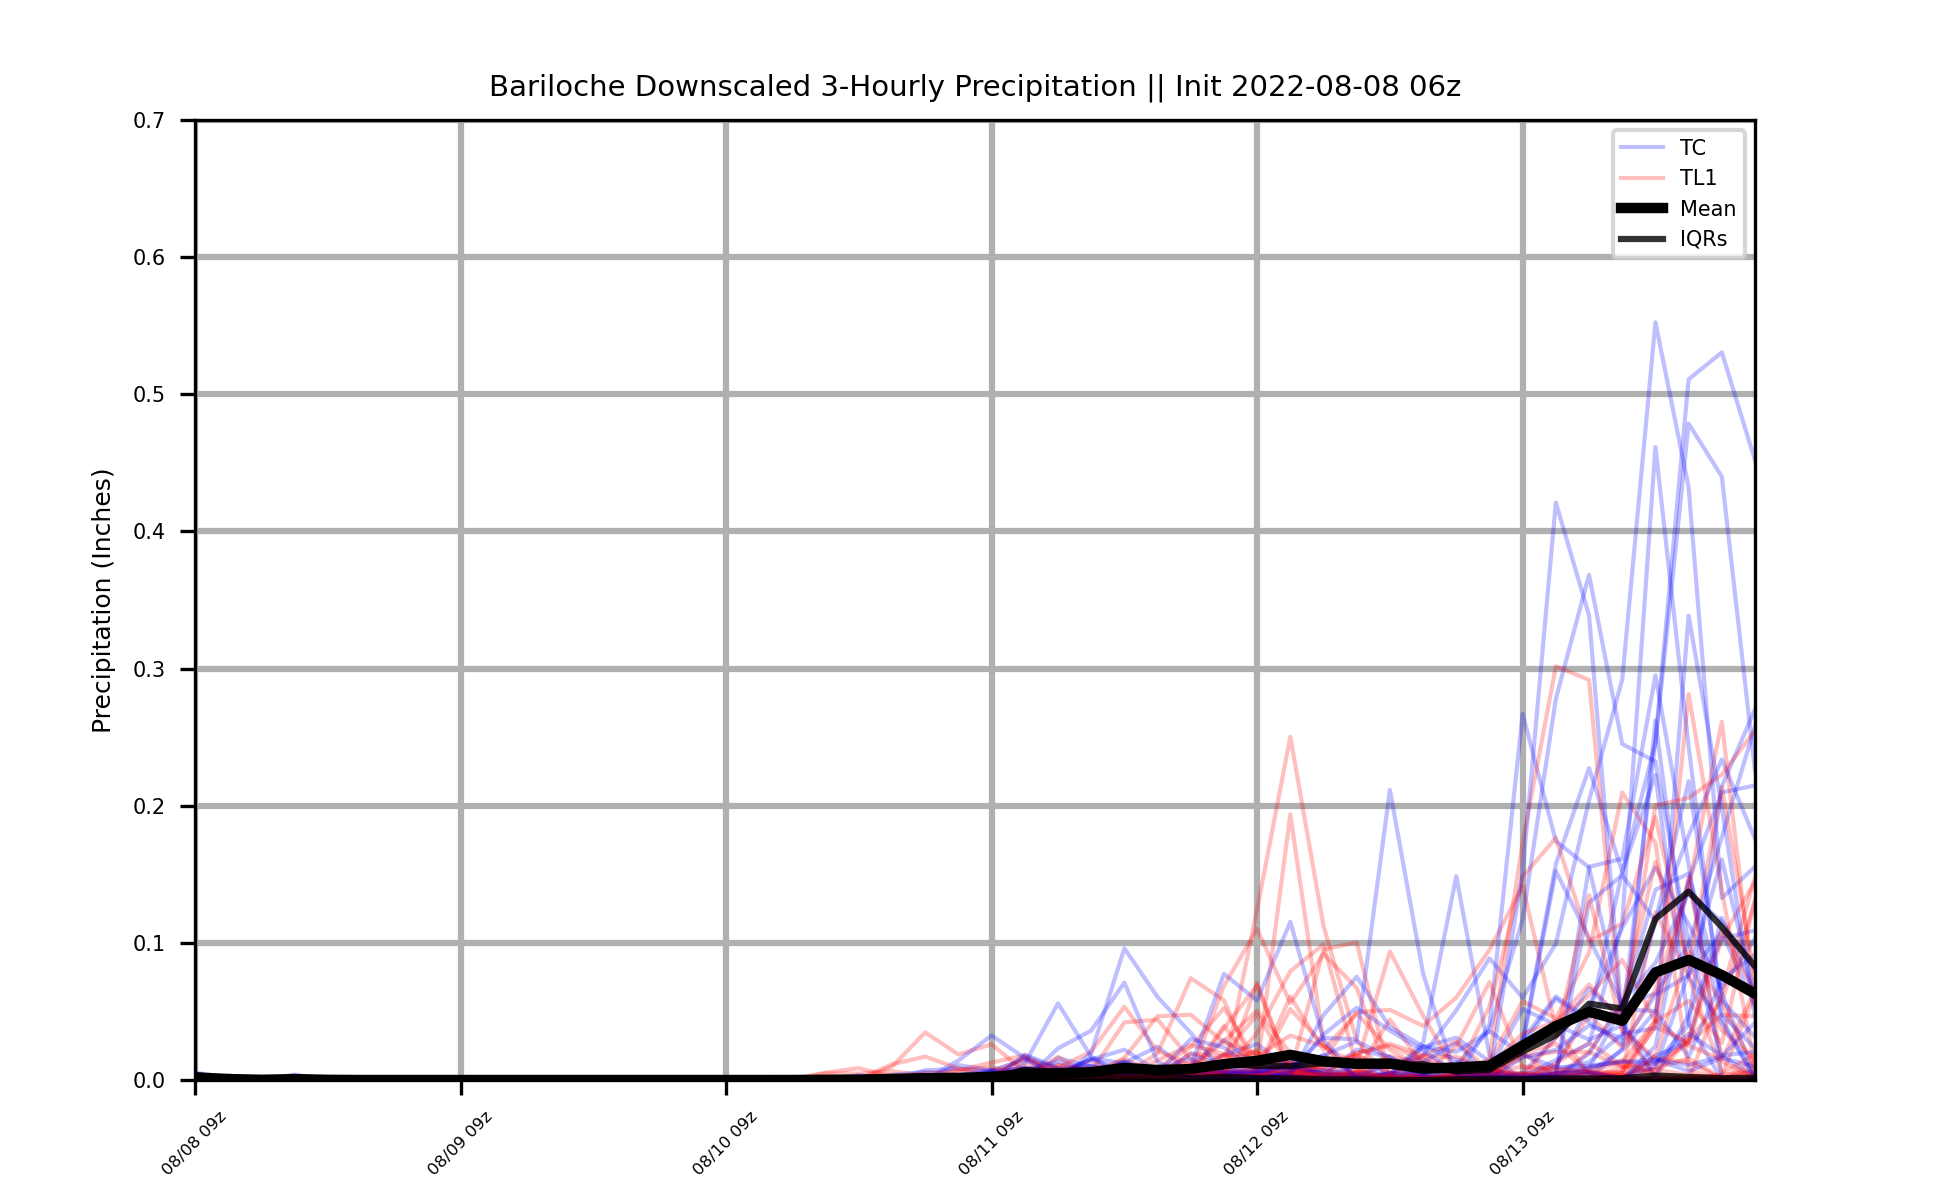 Bariloche Downscaled 3-Hourly Precipitation || Init 2022-08-08 06z
TC
TL1
Mean
IQRs
Precipitation (Inches)
0.7
0.6
0.5
0.4
0.3
0.2
0.1
0.0
08/08 09z
08/09 09z
08/10 09z
08/11 09z
08/12 09z
08/13 09z